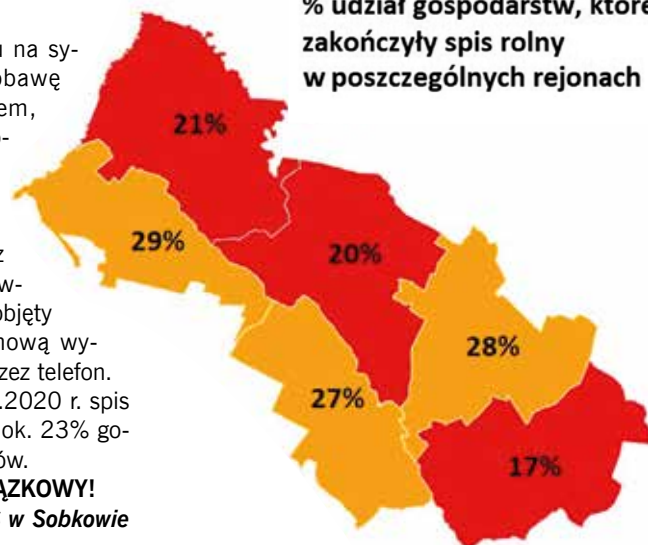 % udział gospodarstw, które
zakończyły spis rolny
w poszczególnych rejonach
na sy-
obawę
em,
21%
29%
20%
28%
27%
17%
z
w-
objęty
nową wy-
zez telefon.
.2020 r. spis
ok. 23% go-
ów.
ĄZKOWY!
w Sobkowie